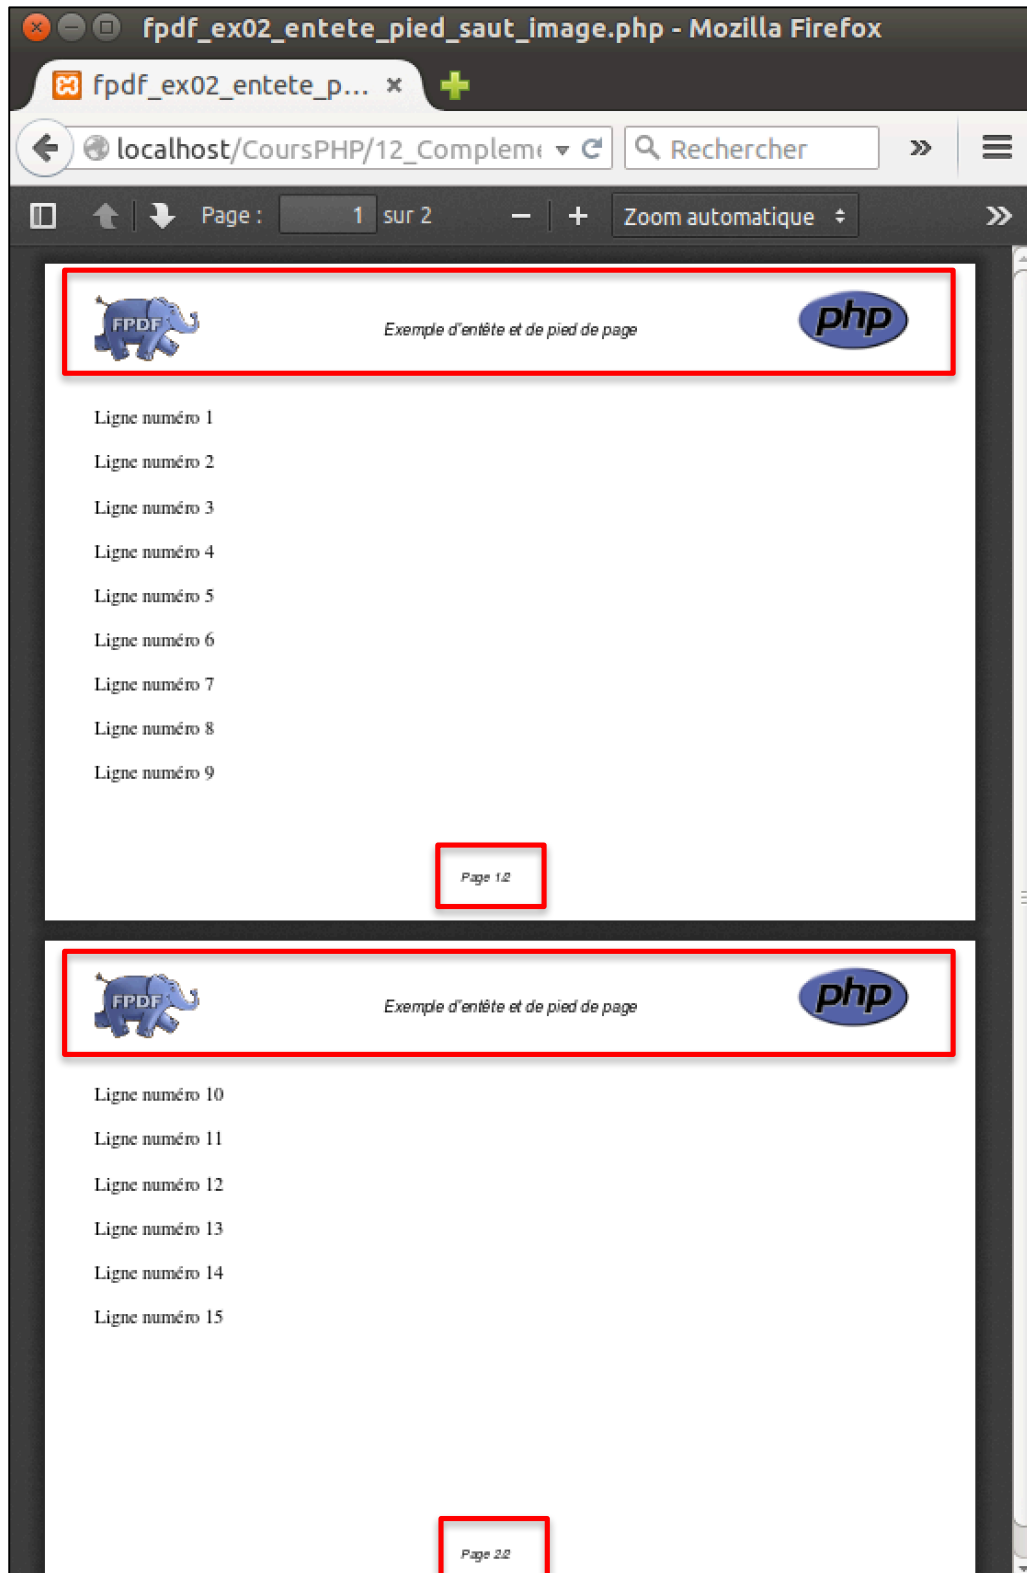 fpdf_ex02_entete_pied_saut_image.php - Mozilla Firefox
fpdf_ex02_entete_p...
localhost/CoursPHP/12_Complem
Rechercher
Page : 1 sur 2
Zoom automatique
FPDF
Exemple d'entête et de pied de page
php
Ligne numéro 1
Ligne numéro 2
Ligne numéro 3
Ligne numéro 4
Ligne numéro 5
Ligne numéro 6
Ligne numéro 7
Ligne numéro 8
Ligne numéro 9
Page 1/2
FPDF
Exemple d'entête et de pied de page
php
Ligne numéro 10
Ligne numéro 11
Ligne numéro 12
Ligne numéro 13
Ligne numéro 14
Ligne numéro 15
Page 2/2